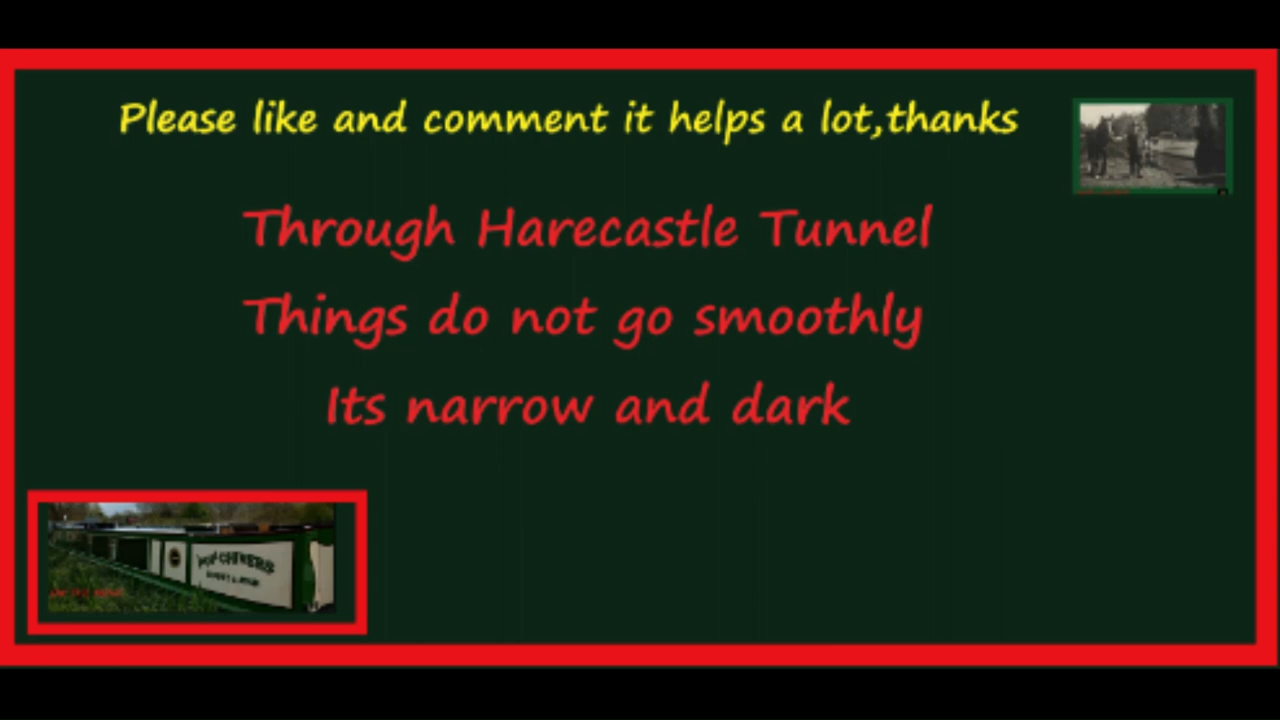 Please like and comment it helps a lot,thanks
Through Harecastle Tunnel
Things do not go smoothly
Its narrow and dark